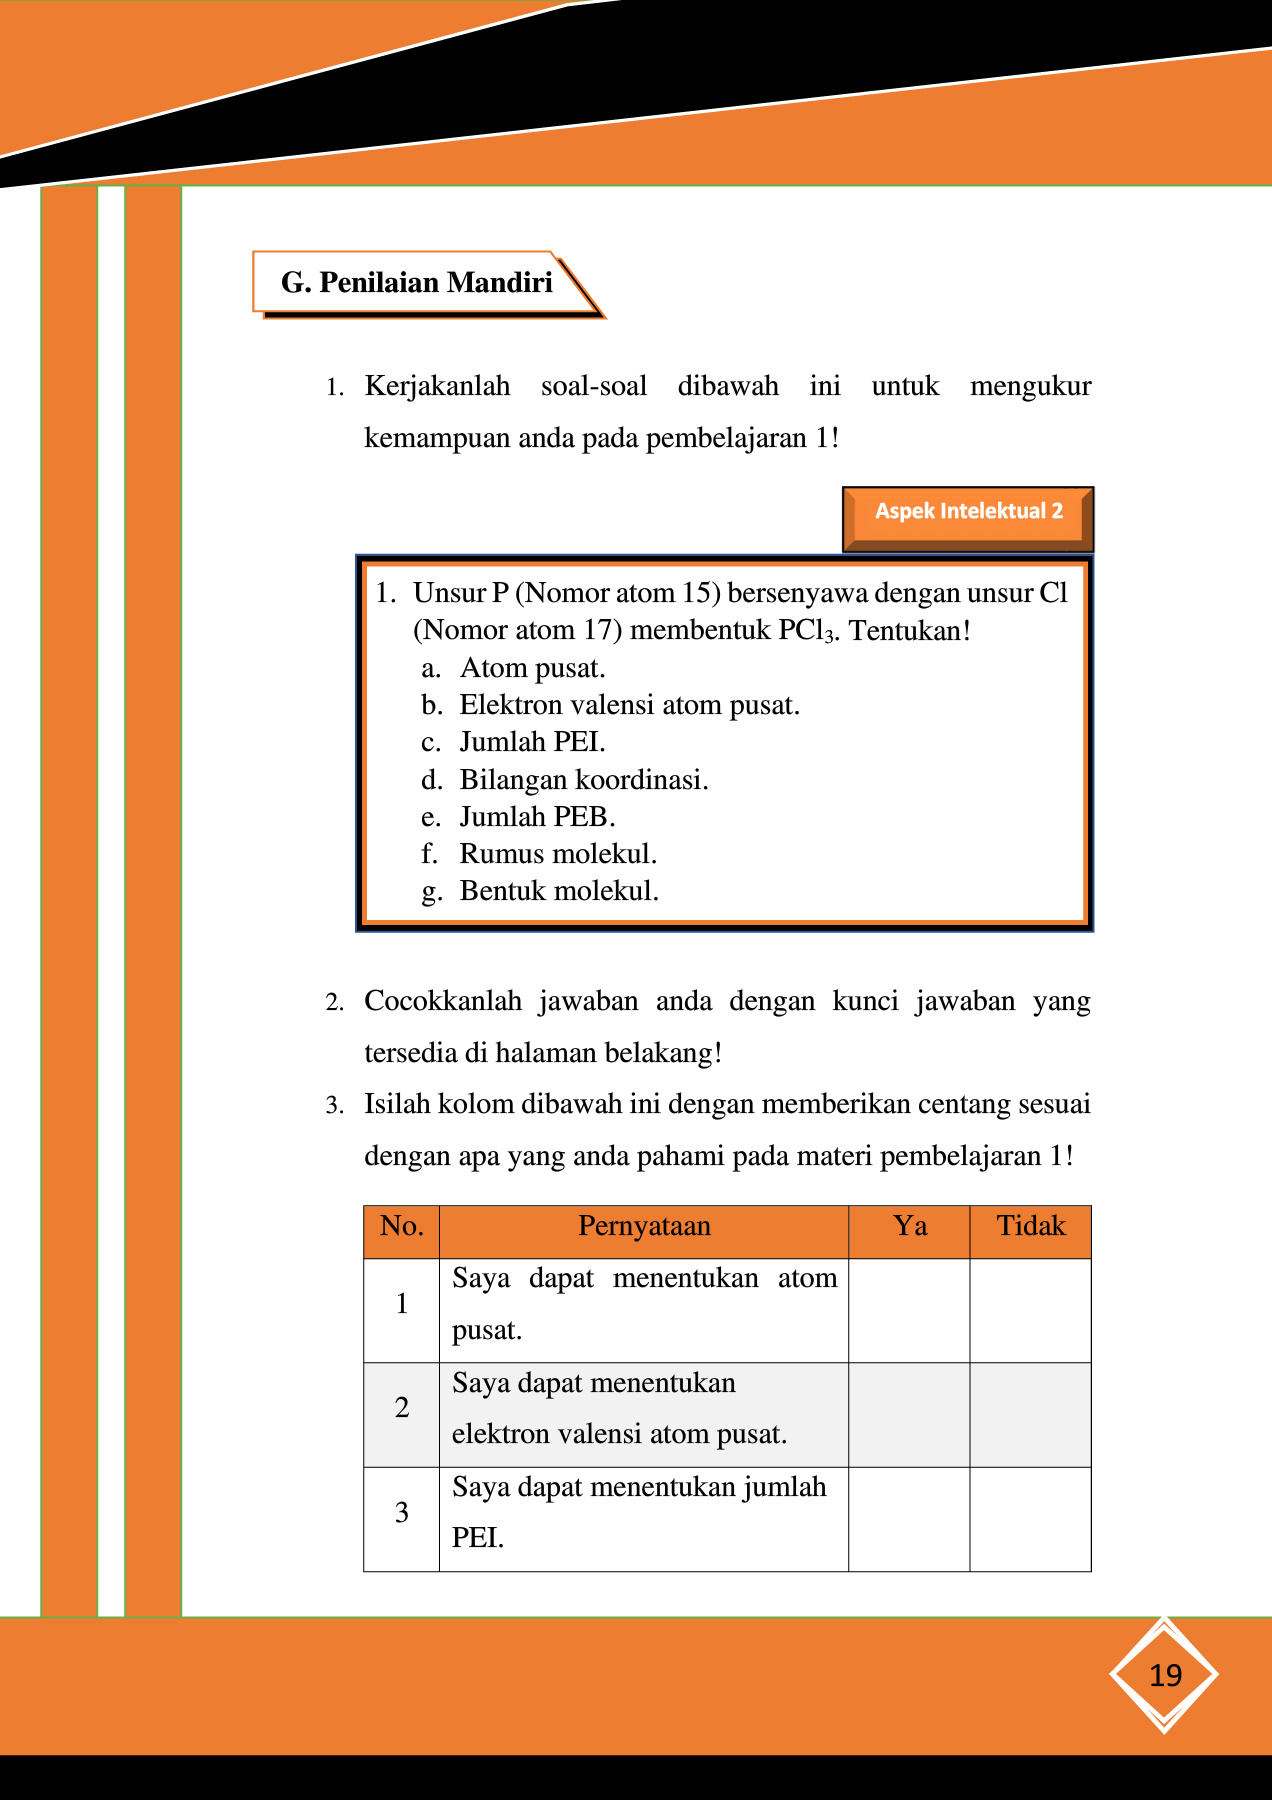 G. Penilaian Mandiri
1. Kerjakanlah soal-soal dibawah ini untuk mengukur
kemampuan anda pada pembelajaran 1!
Aspek Intelektual 2
1. Unsur P (Nomor atom 15) bersenyawa dengan unsur Cl
(Nomor atom 17) membentuk PCl₃. Tentukan!
a. Atom pusat.
b. Elektron valensi atom pusat.
c. Jumlah PEI.
d. Bilangan koordinasi.
e. Jumlah PEB.
f. Rumus molekul.
g. Bentuk molekul.
2. Cocokkanlah jawaban anda dengan kunci jawaban yang
tersedia di halaman belakang!
3. Isilah kolom dibawah ini dengan memberikan centang sesuai
dengan apa yang anda pahami pada materi pembelajaran 1!
No. Pernyataan Ya Tidak
1 Saya dapat menentukan atom
pusat.
2 Saya dapat menentukan
elektron valensi atom pusat.
3 Saya dapat menentukan jumlah
PEI.
19